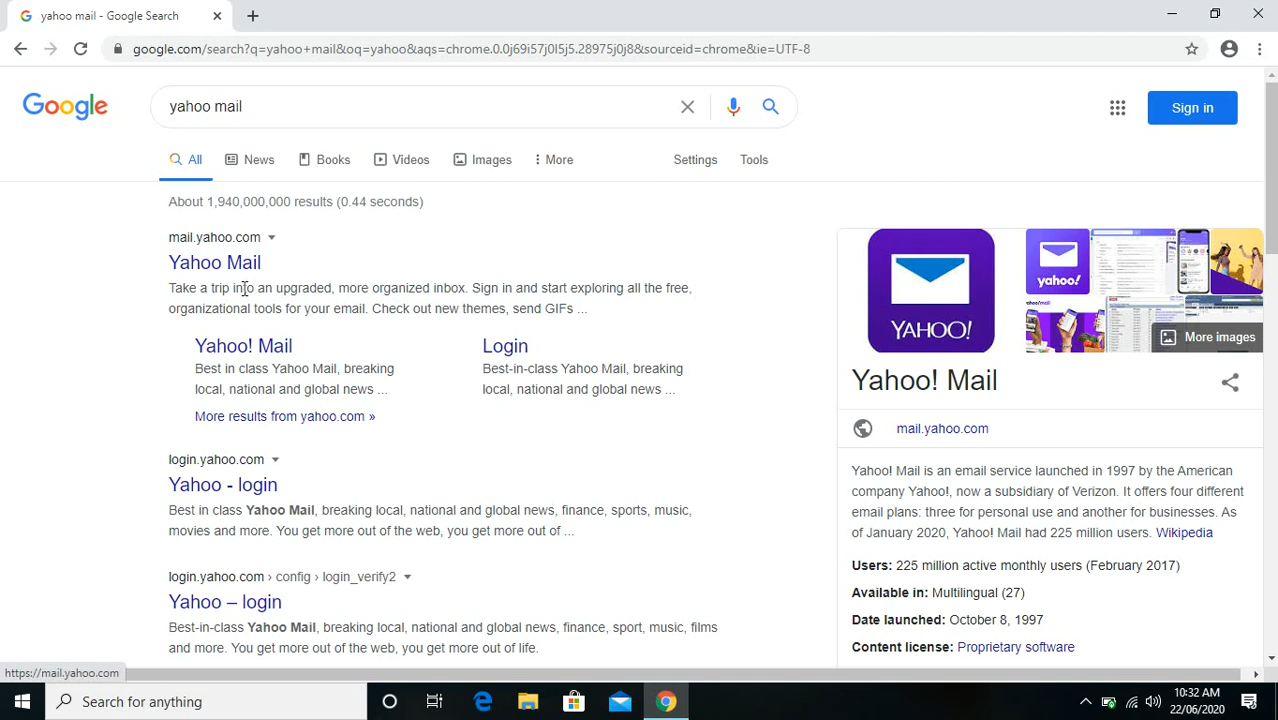 yahoo mail - Google Search
google.com/search?q=yahoo+mail&oq=yahoo&aqs=chrome.0.0j69i57j0l5j5.28975j0j8&sourceid=chrome&ie=UTF-8
Google
yahoo mail
Sign in
All
News
Books
Videos
Images
More
Settings
Tools
About 1,940,000,000 results (0.44 seconds)
mail.yahoo.com
Yahoo Mail
Take a trip into an upgraded, more organized inbox. Sign in and start exploring all the free,
organizational tools for your email. Check out new themes, send GIFs ...
Yahoo! Mail
Best in class Yahoo Mail, breaking
local, national and global news ...
Login
Best-in-class Yahoo Mail, breaking
local, national and global news ...
More results from yahoo.com »
login.yahoo.com
Yahoo - login
Best in class Yahoo Mail, breaking local, national and global news, finance, sports, music,
movies and more. You get more out of the web, you get more out of ...
login.yahoo.com › config › login_verify2
Yahoo – login
Best-in-class Yahoo Mail, breaking local, national and global news, finance, sport, music, films
and more. You get more out of the web, you get more out of life.
YAHOO!
yahoo!
yahoo!mail
More images
Yahoo! Mail
mail.yahoo.com
Yahoo! Mail is an email service launched in 1997 by the American
company Yahoo!, now a subsidiary of Verizon. It offers four different
email plans: three for personal use and another for businesses. As
of January 2020, Yahoo! Mail had 225 million users. Wikipedia
Users: 225 million active monthly users (February 2017)
Available in: Multilingual (27)
Date launched: October 8, 1997
Content license: Proprietary software
https://mail.yahoo.com
Search for anything
10:32 AM
22/06/2020